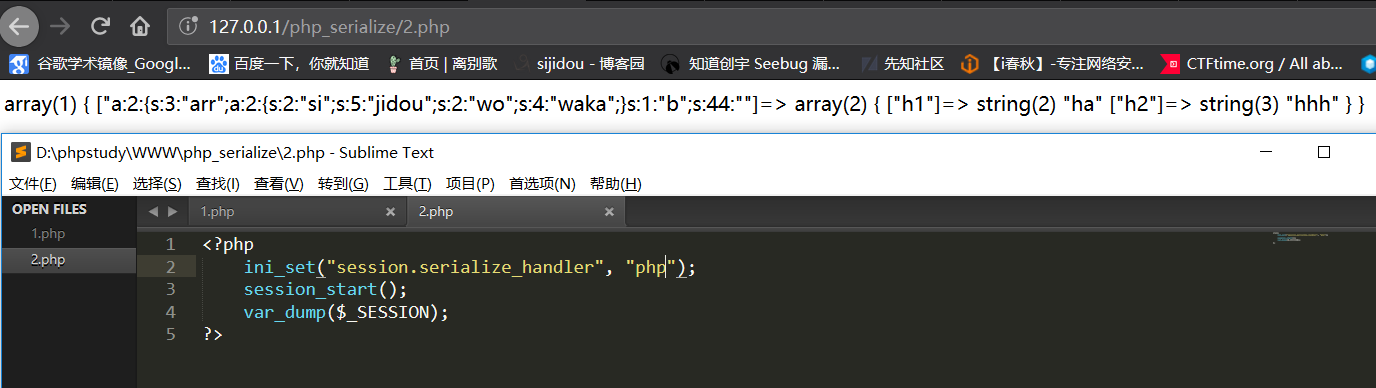 127.0.0.1/php_serialize/2.php
谷歌学术镜像_Googl... 百度一下，你就知道 首页 | 离别歌 sijidou - 博客园 知道创宇 Seebug 漏... 先知社区 【i春秋】-专注网络安... CTFtime.org / All ab...
array(1) { ["a:2:{s:3:"arr";a:2:{s:2:"si";s:5:"jidou";s:2:"wo";s:4:"waka";}s:1:"b";s:44:""]=> array(2) { ["h1"]=> string(2) "ha" ["h2"]=> string(3) "hhh" } }
D:\phpstudy\WWW\php_serialize\2.php - Sublime Text
文件(F) 编辑(E) 选择(S) 查找(I) 查看(V) 转到(G) 工具(T) 项目(P) 首选项(N) 帮助(H)
OPEN FILES
1.php
2.php
1.php 2.php
1 <?php
2 ini_set("session.serialize_handler", "php");
3 session_start();
4 var_dump($_SESSION);
5 ?>